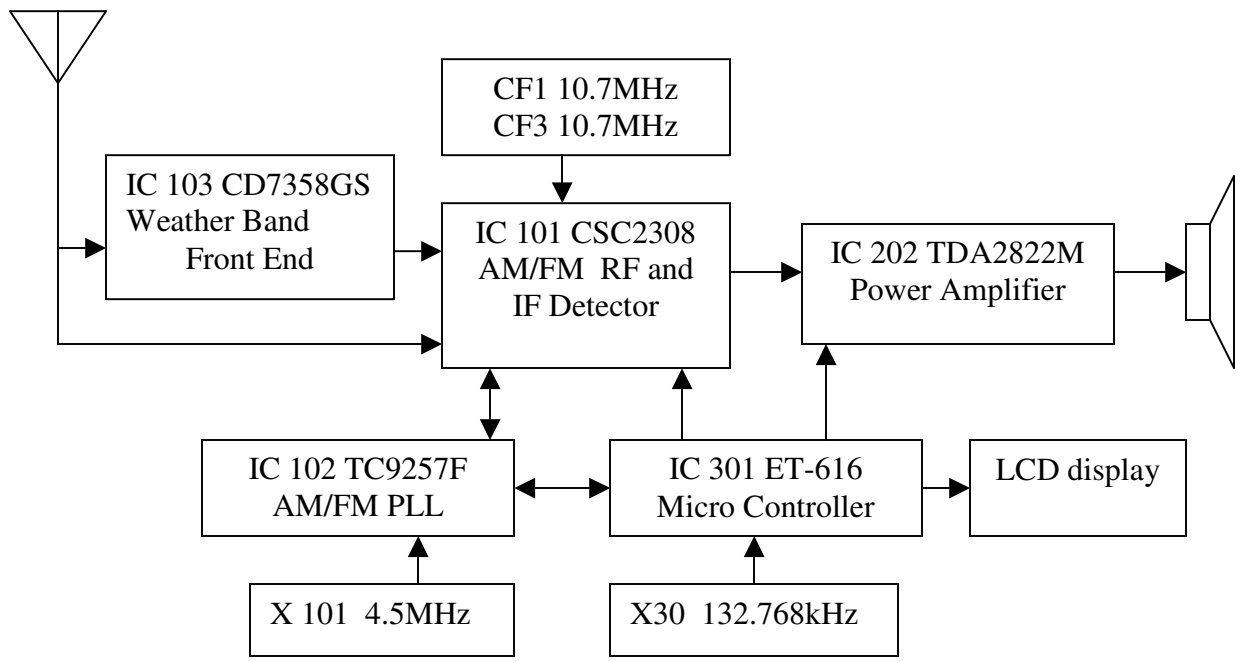 CF1 10.7MHz
CF3 10.7MHz
IC 103 CD7358GS
Weather Band
Front End
IC 101 CSC2308
AM/FM RF and
IF Detector
IC 202 TDA2822M
Power Amplifier
IC 102 TC9257F
AM/FM PLL
IC 301 ET-616
Micro Controller
LCD display
X 101 4.5MHz
X30 132.768kHz